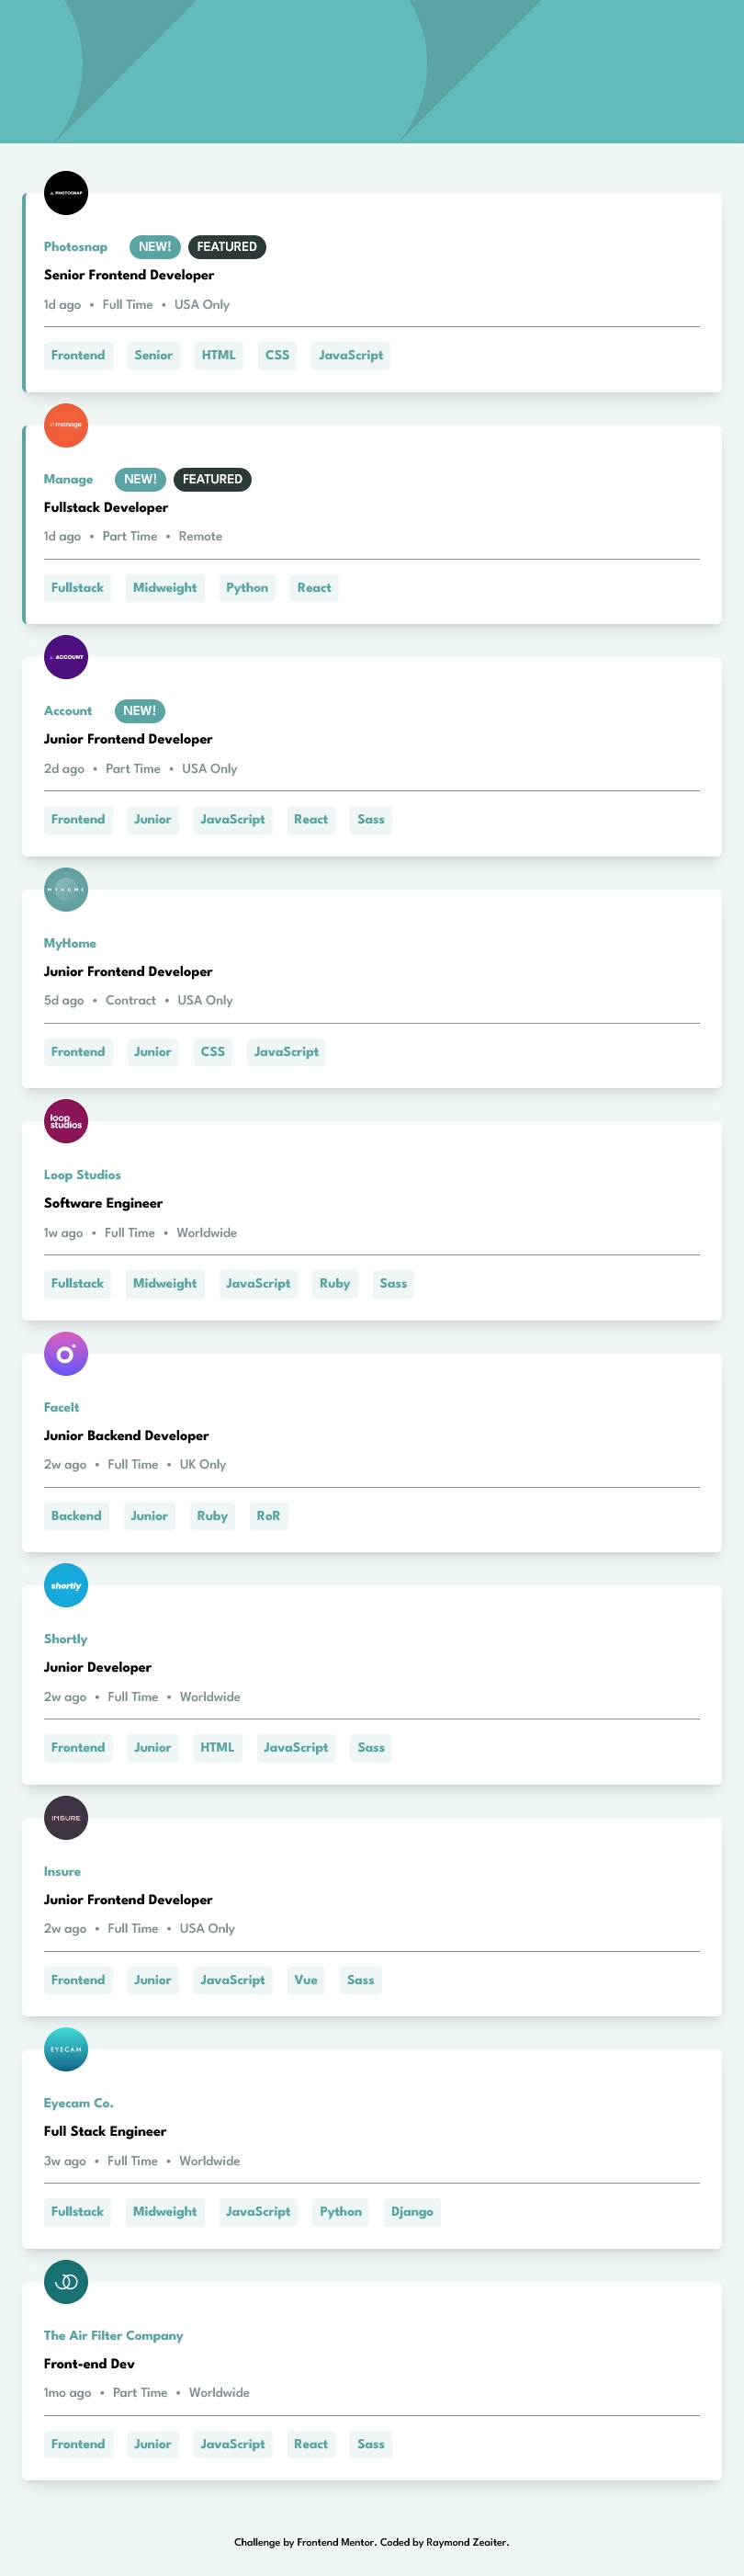 PHOTOSNAP
Photosnap NEW! FEATURED
Senior Frontend Developer
1d ago • Full Time • USA Only
Frontend Senior HTML CSS JavaScript
manage
Manage NEW! FEATURED
Fullstack Developer
1d ago • Part Time • Remote
Fullstack Midweight Python React
ACCOUNT
Account NEW!
Junior Frontend Developer
2d ago • Part Time • USA Only
Frontend Junior JavaScript React Sass
MYHOME
MyHome
Junior Frontend Developer
5d ago • Contract • USA Only
Frontend Junior CSS JavaScript
loop
studios
Loop Studios
Software Engineer
1w ago • Full Time • Worldwide
Fullstack Midweight JavaScript Ruby Sass
FaceIt
Junior Backend Developer
2w ago • Full Time • UK Only
Backend Junior Ruby RoR
shortly
Shortly
Junior Developer
2w ago • Full Time • Worldwide
Frontend Junior HTML JavaScript Sass
INSURE
Insure
Junior Frontend Developer
2w ago • Full Time • USA Only
Frontend Junior JavaScript Vue Sass
EYECAM
Eyecam Co.
Full Stack Engineer
3w ago • Full Time • Worldwide
Fullstack Midweight JavaScript Python Django
The Air Filter Company
Front-end Dev
1mo ago • Part Time • Worldwide
Frontend Junior JavaScript React Sass
Challenge by Frontend Mentor. Coded by Raymond Zeaiter.